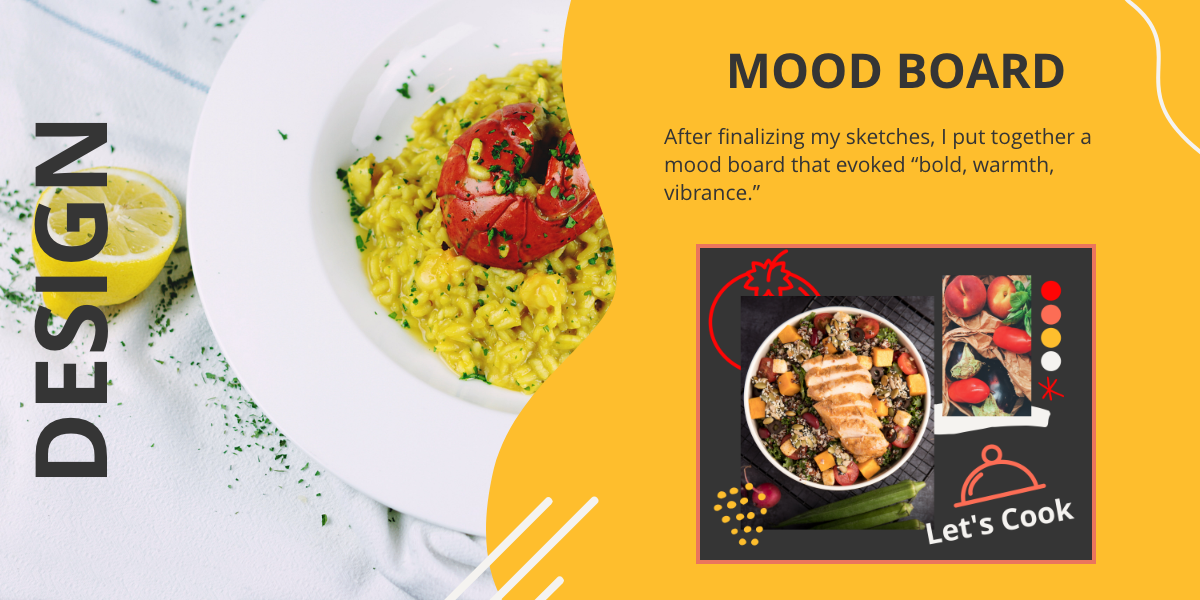 DESIGN
MOOD BOARD
After finalizing my sketches, I put together a
mood board that evoked “bold, warmth,
vibrance.”
Let's Cook